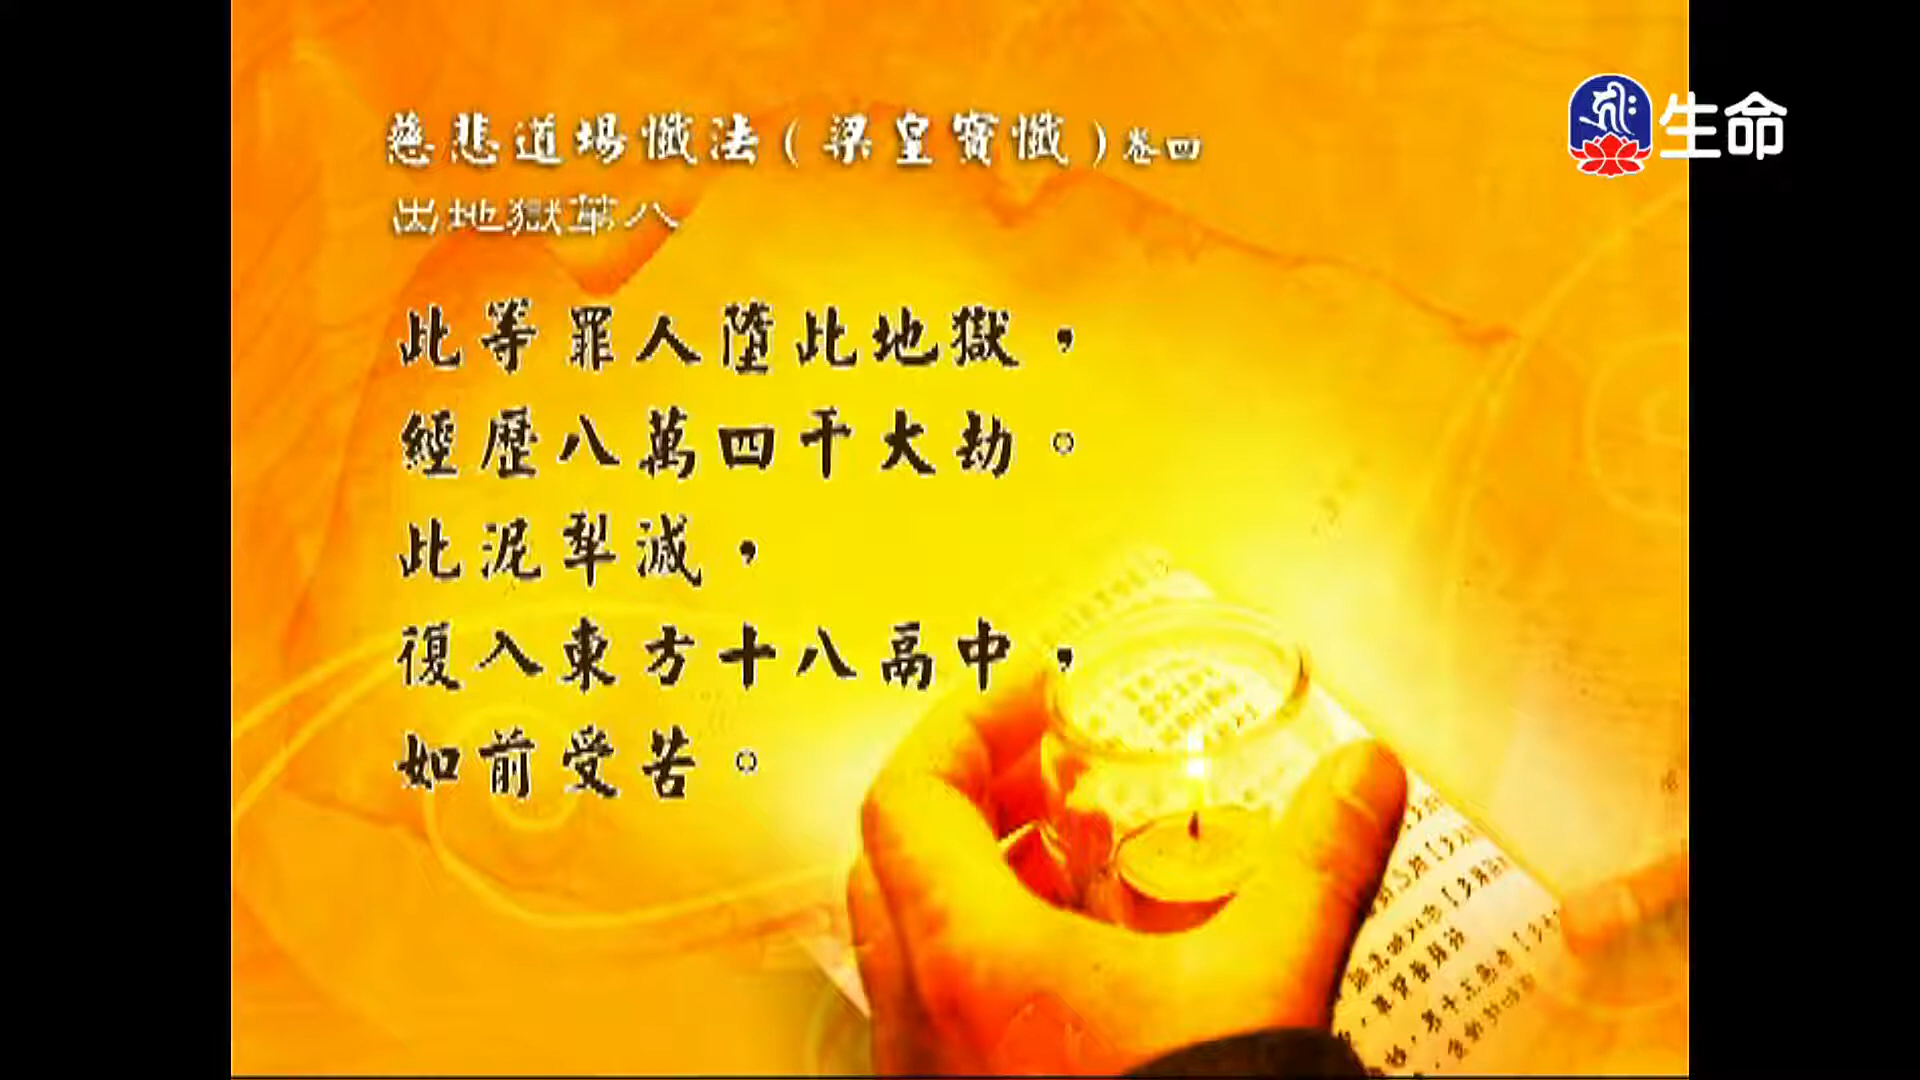 慈悲道場懺法(梁皇寶懺)卷四
生命
出地獄第八
此等罪人墮此地獄，
經歷八萬四千大劫。
此泥犁滅，
復入東方十八鬲中，
如前受苦。